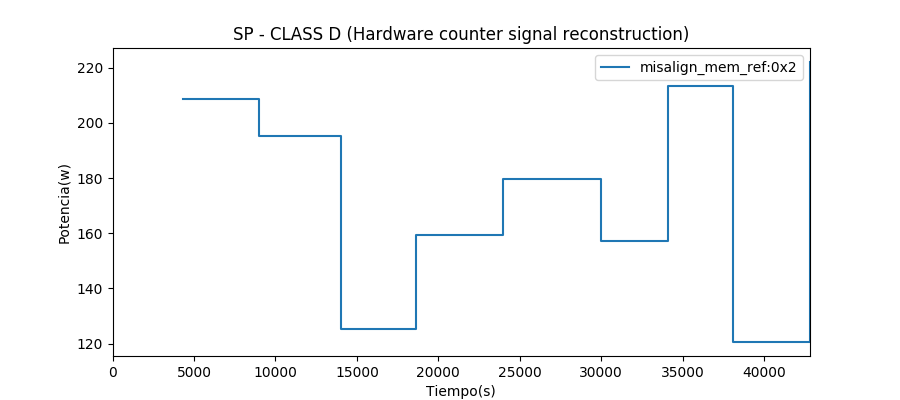 SP - CLASS D (Hardware counter signal reconstruction)
misalign_mem_ref:0x2
220
200
180
160
140
120
Potencia(w)
0 5000 10000 15000 20000 25000 30000 35000 40000
Tiempo(s)